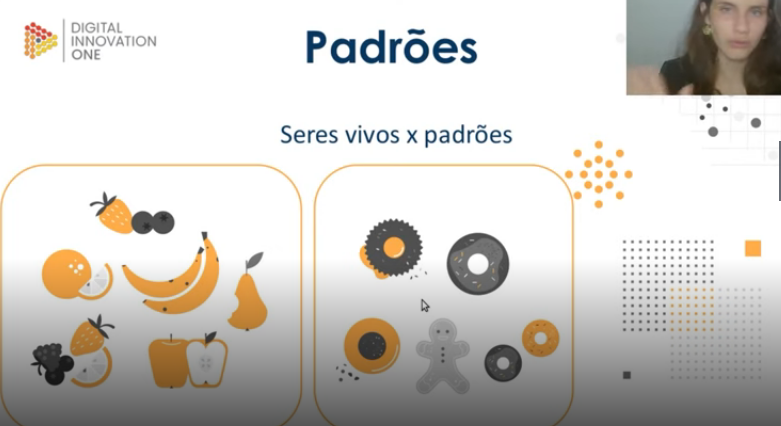 DIGITAL
INNOVATION
ONE
Padrões
Seres vivos x padrões